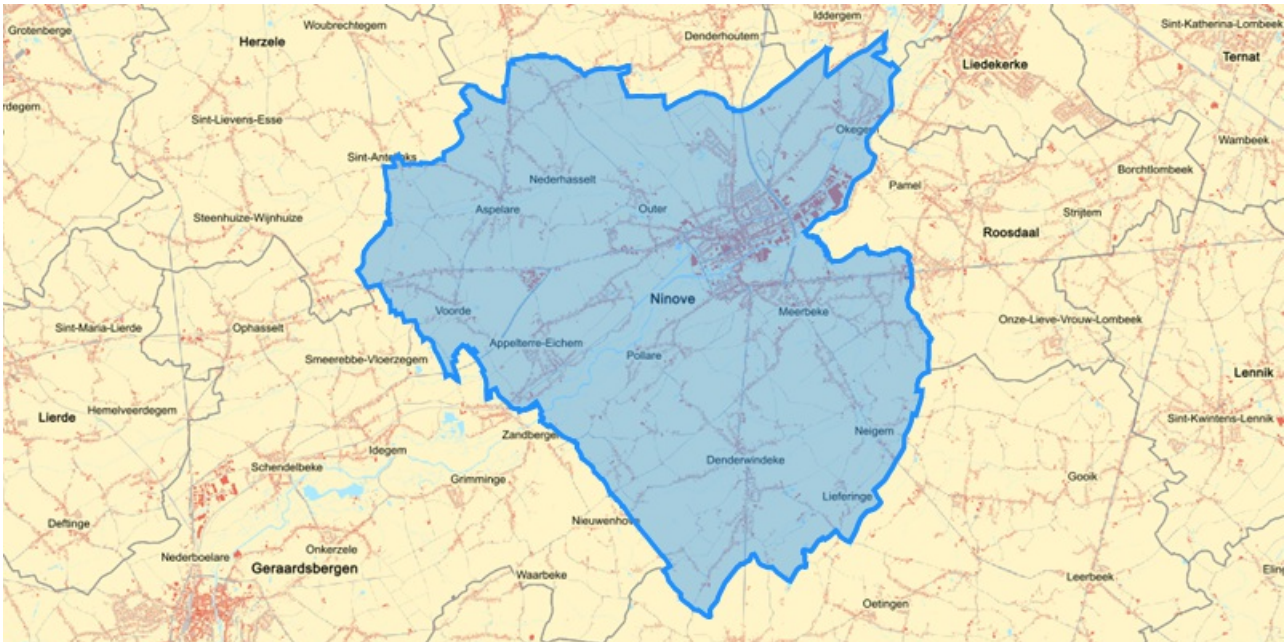 Iddergem
Sint-Katherina-Lombeek
Woubrechtegem
Grotenberge
Denderhoutem
Herzele
Ternat
Liedekerke
rdegem
Sint-Lievens-Esse
Okegem
Wambeek
Sint-Antelinks
Borchtlombeek
Nederhasselt
Pamel
Aspelare
Outer
Strijtem
Steenhuize-Wijnhuize
Roosdaal
Ninove
Voorde
Meerbeke
Onze-Lieve-Vrouw-Lombeek
Sint-Maria-Lierde
Ophasselt
Appelterre-Eichem
Pollare
Smeerebbe-Vloerzegem
Lennik
Hemelveerdegem
Lierde
Sint-Kwintens-Lennik
Neigem
Zandbergen
Idegem
Denderwindeke
Schendelbeke
Gooik
Grimminge
Lieferinge
Deftinge
Nieuwenhove
Onkerzele
Nederboelare
Geraardsbergen
Eling
Waarbeke
Leerbeek
Oetingen